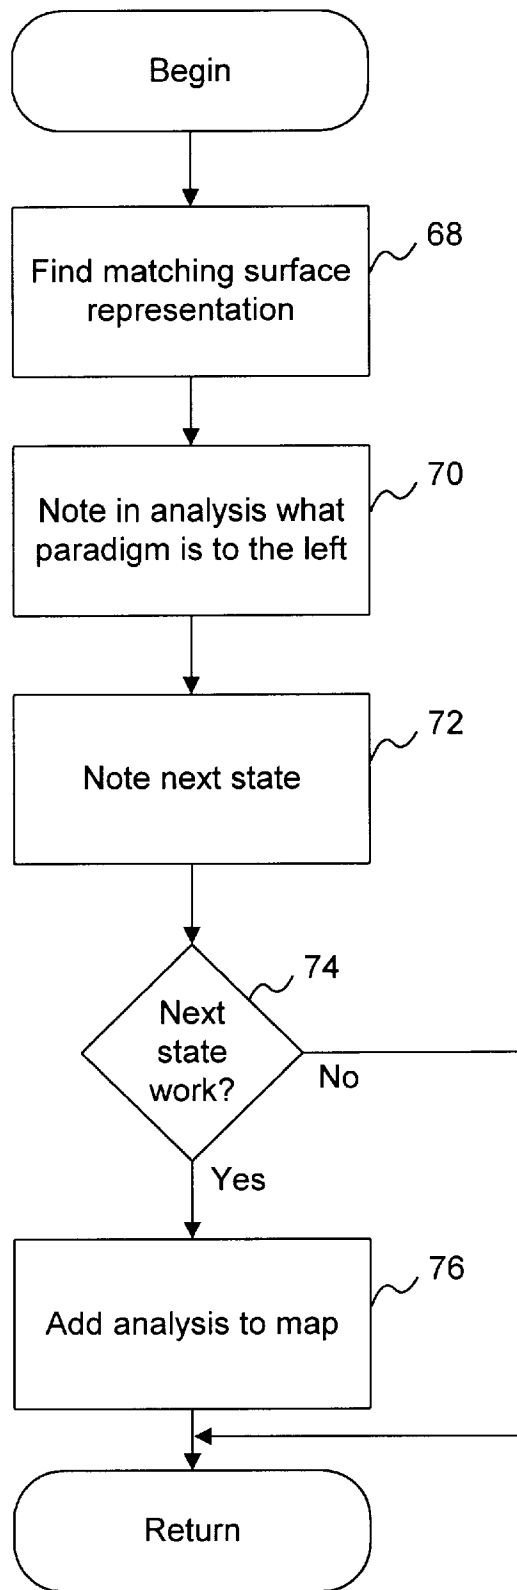 Begin
68
Find matching surface
representation
70
Note in analysis what
paradigm is to the left
72
Note next state
74
Next
state
work?
No
Yes
76
Add analysis to map
Return